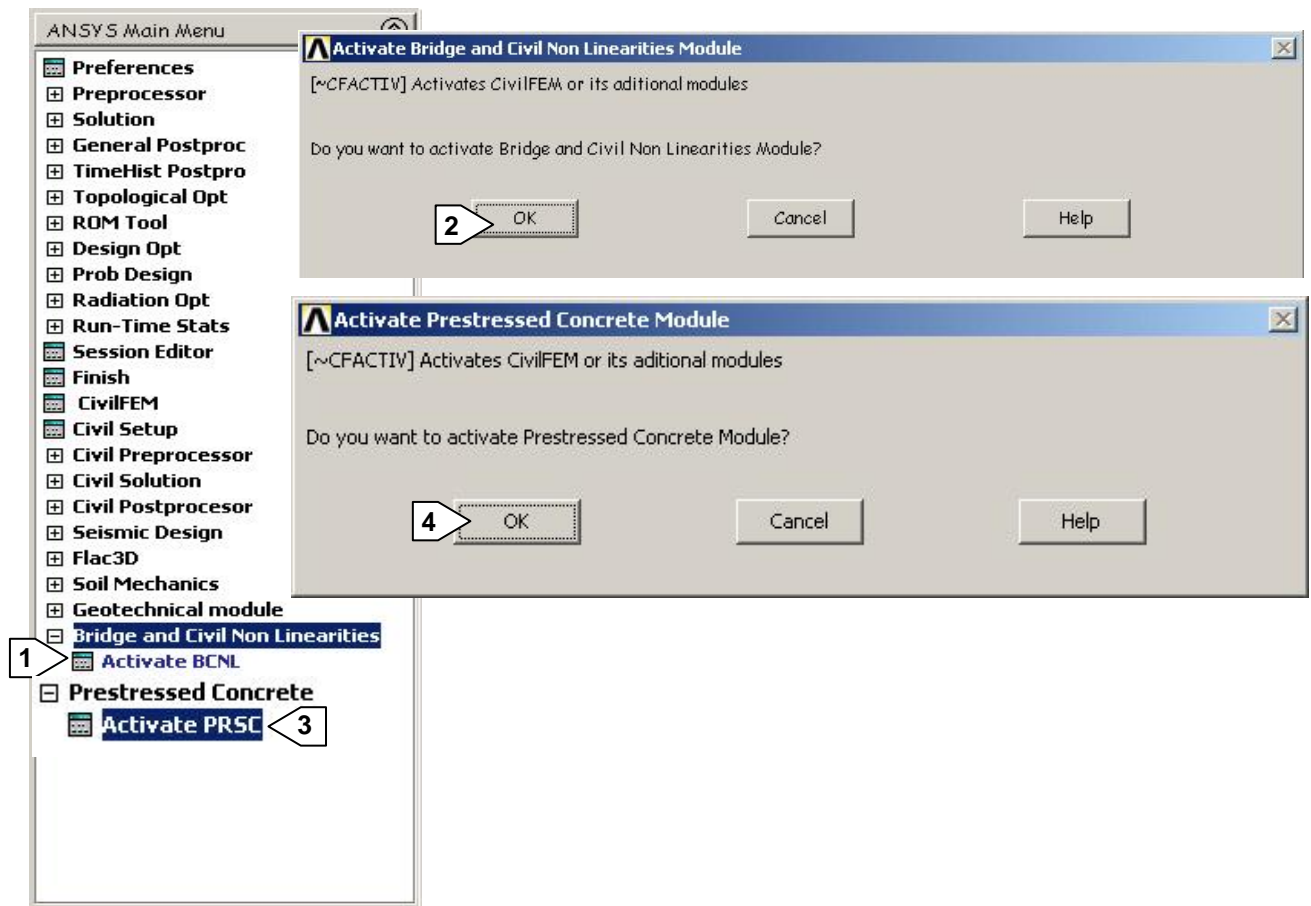 ANSYS Main Menu
Preferences
Preprocessor
Solution
General Postproc
TimeHist Postpro
Topological Opt
ROM Tool
Design Opt
Prob Design
Radiation Opt
Run-Time Stats
Session Editor
Finish
CivilFEM
Civil Setup
Civil Preprocessor
Civil Solution
Civil Postprocesor
Seismic Design
Flac3D
Soil Mechanics
Geotechnical module
Bridge and Civil Non Linearities
1 Activate BCNL
Prestressed Concrete
Activate PRSC 3
Activate Bridge and Civil Non Linearities Module
[~CFACTIV] Activates CivilFEM or its aditional modules
Do you want to activate Bridge and Civil Non Linearities Module?
2 OK Cancel Help
Activate Prestressed Concrete Module
[~CFACTIV] Activates CivilFEM or its aditional modules
Do you want to activate Prestressed Concrete Module?
4 OK Cancel Help